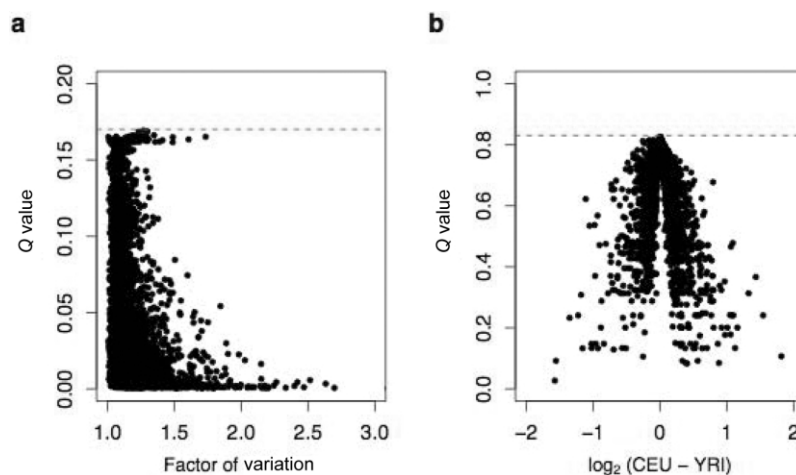 a
b
0.20
0.15
0.10
0.05
0.00
Q value
1.0 1.5 2.0 2.5 3.0
Factor of variation
1.0
0.8
0.6
0.4
0.2
0.0
Q value
−2 −1 0 1 2
log2 (CEU − YRI)